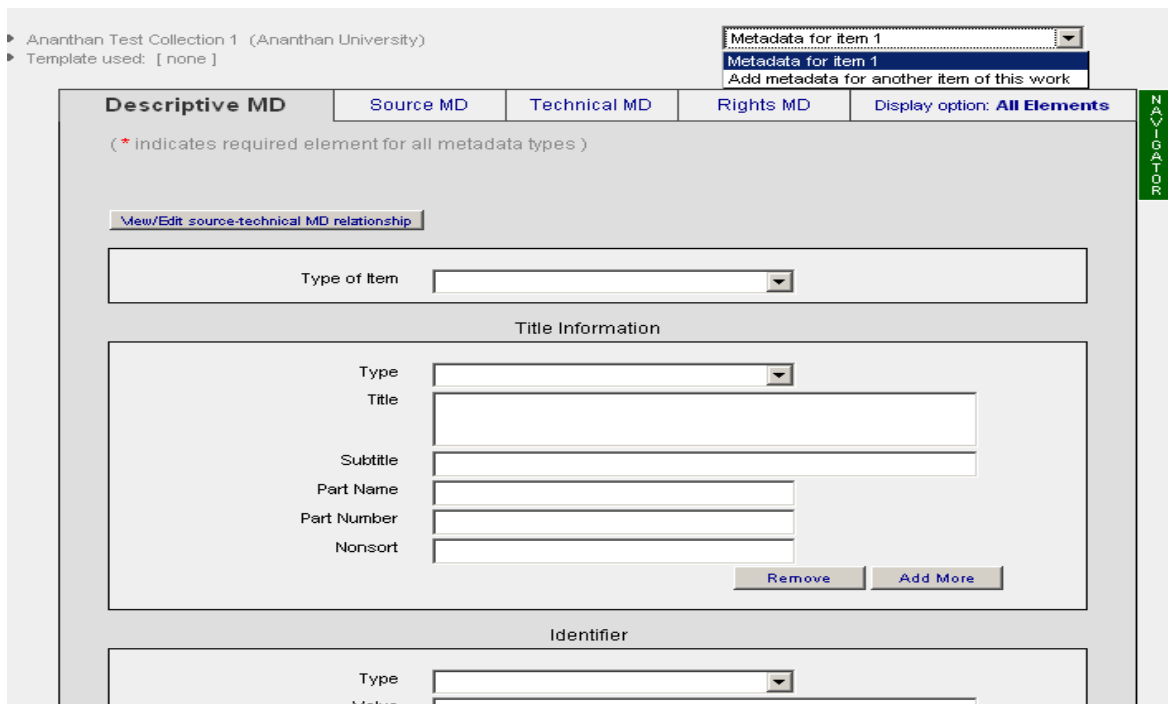 Ananthan Test Collection 1 (Ananthan University)
Template used: [ none ]
Metadata for item 1
Metadata for item 1
Add metadata for another item of this work
Descriptive MD
Source MD
Technical MD
Rights MD
Display option: All Elements
NAVIGATOR
( * indicates required element for all metadata types )
View/Edit source-technical MD relationship
Type of Item
Title Information
Type
Title
Subtitle
Part Name
Part Number
Nonsort
Remove
Add More
Identifier
Type